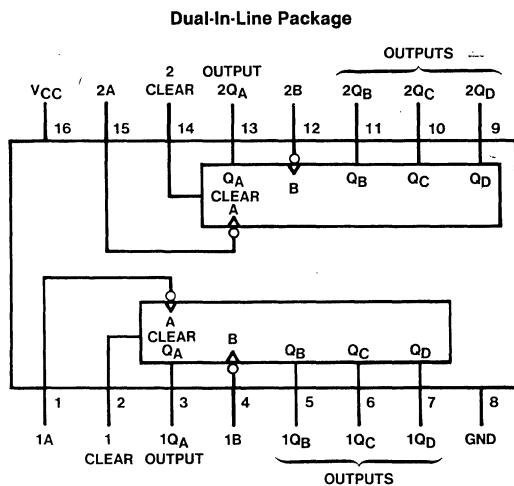 Dual-In-Line Package
OUTPUTS
2 OUTPUT
VCC 2A CLEAR 2QA 2B 2QB 2QC 2QD
16 15 14 13 12 11 10 9
QA B QB QC QD
CLEAR
A
A
CLEAR B
QA QB QC QD
1 2 3 4 5 6 7 8
1A 1 1QA 1B 1QB 1QC 1QD GND
CLEAR OUTPUT
OUTPUTS